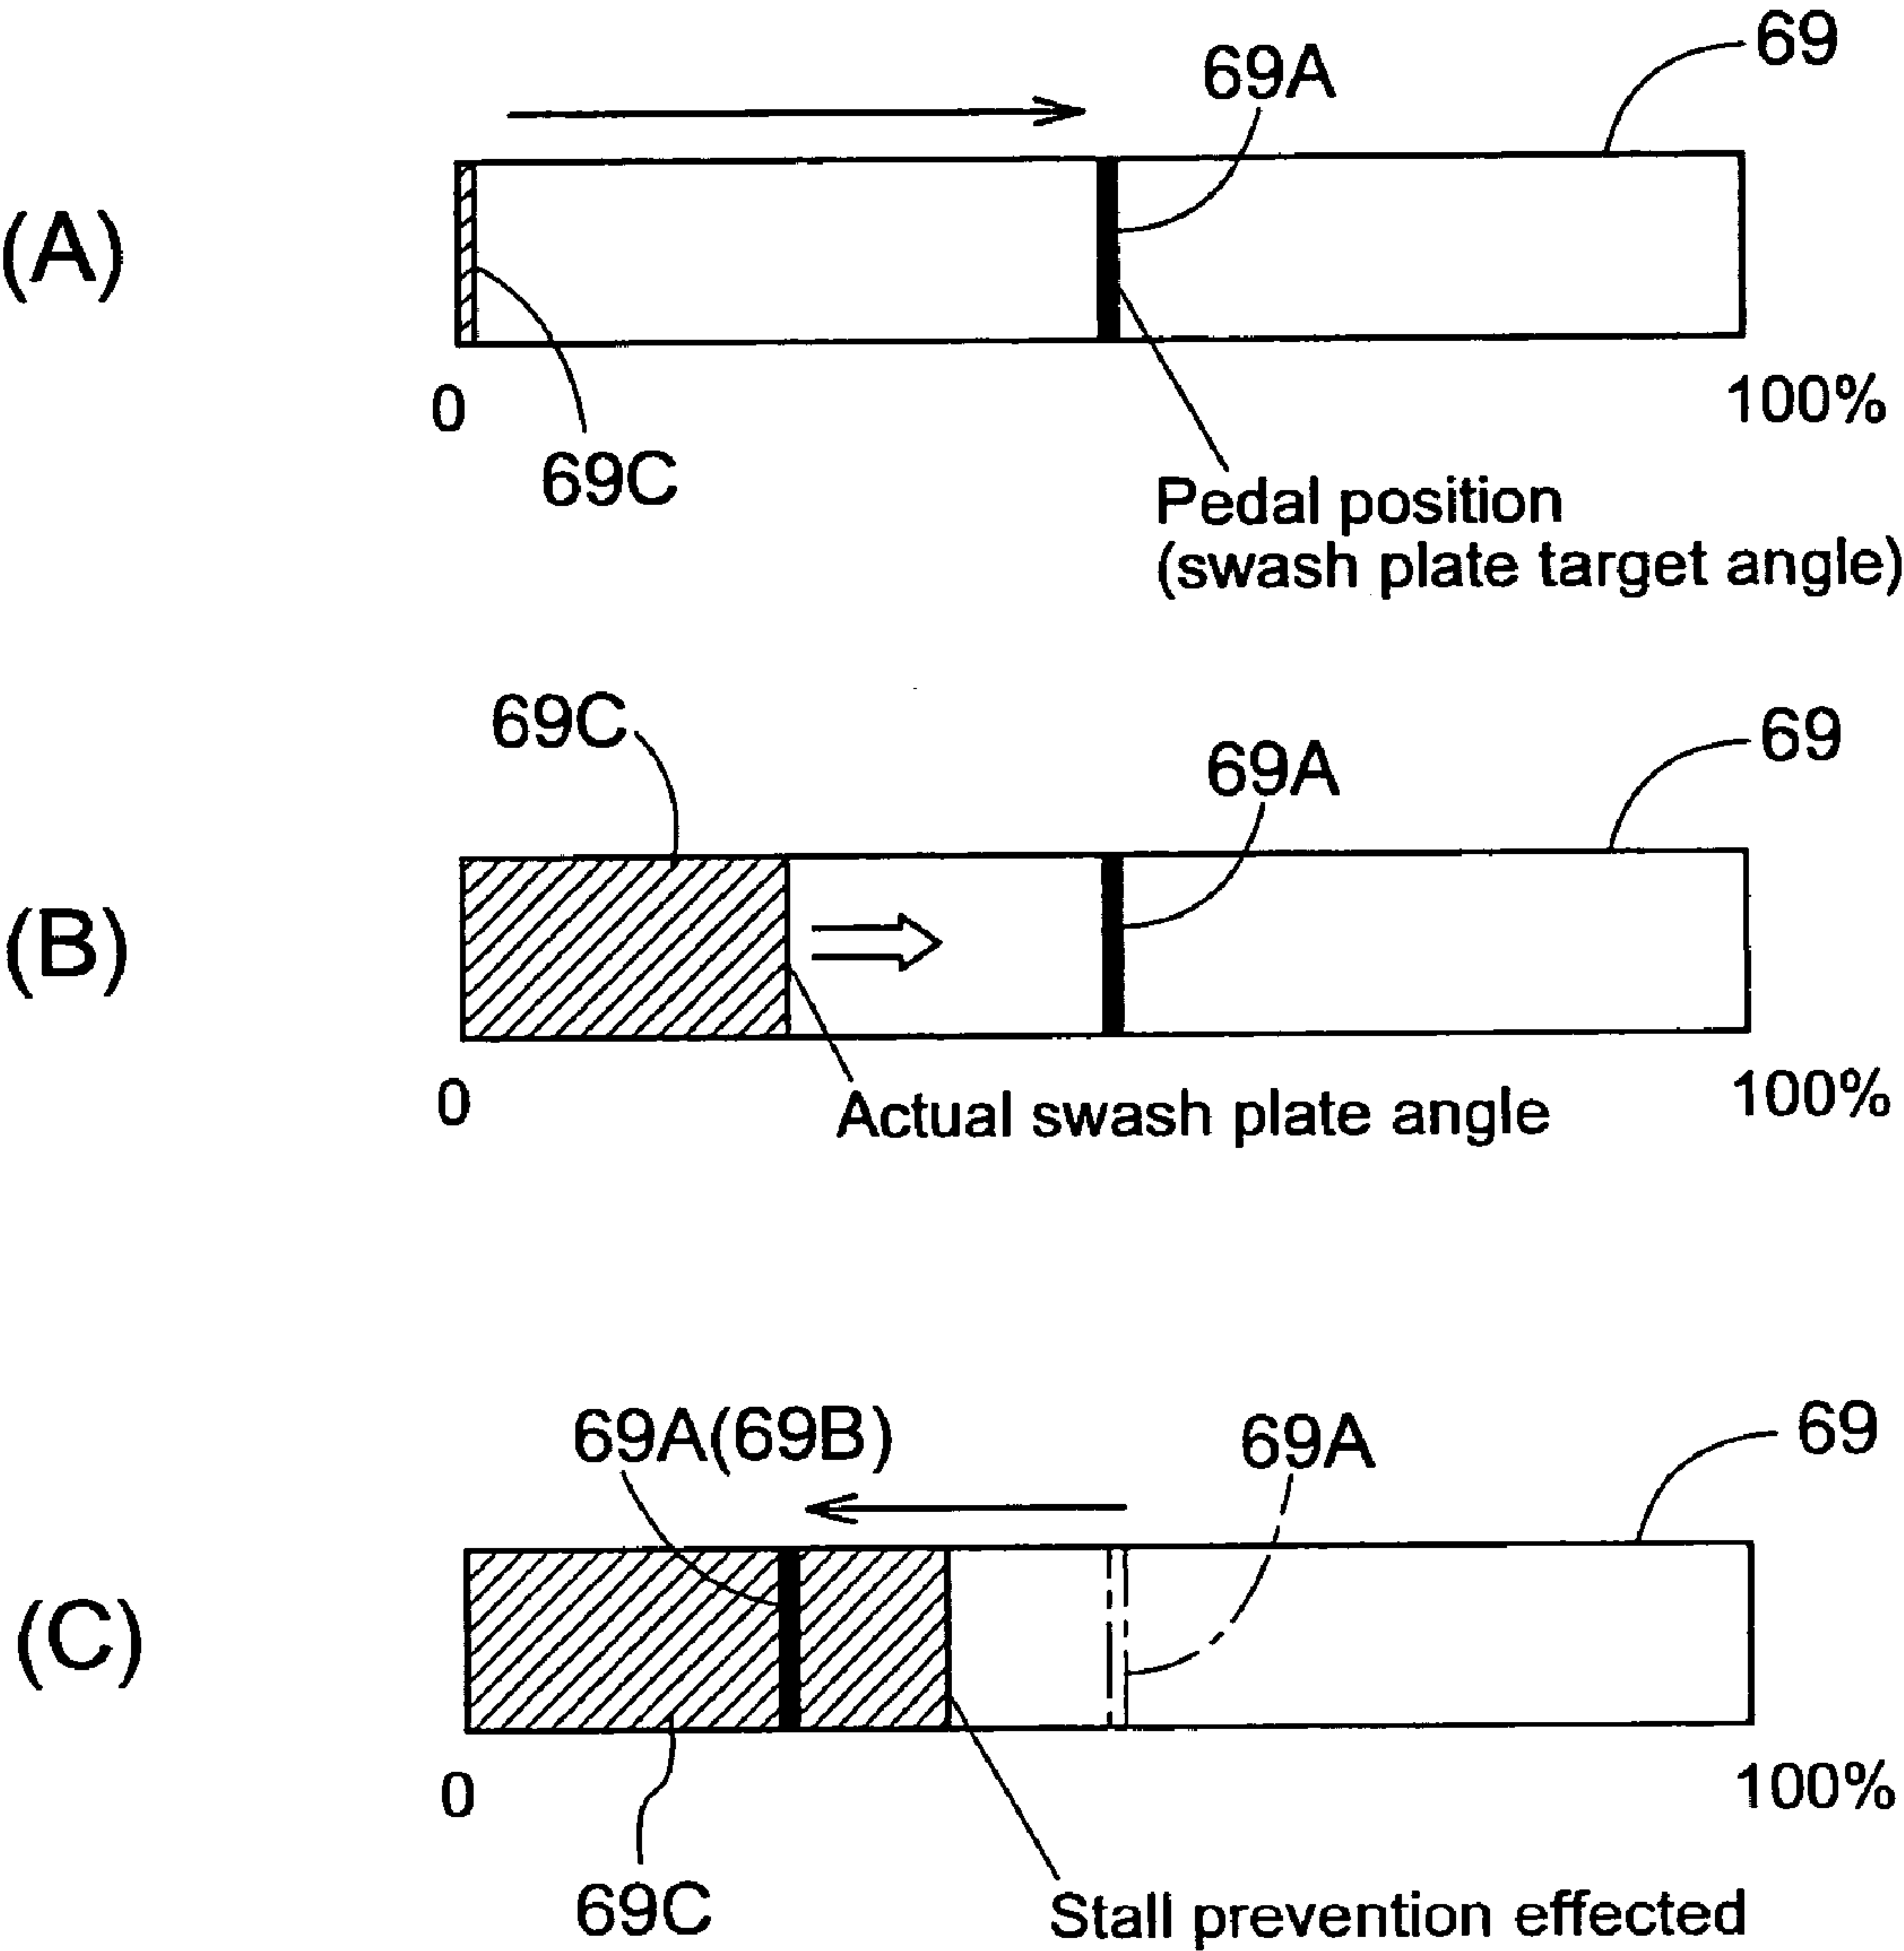 69
69A
(A)
0
100%
69C
Pedal position
(swash plate target angle)
69C
69
69A
(B)
0
100%
Actual swash plate angle
69A(69B)
69A
69
(C)
0
100%
69C
Stall prevention effected